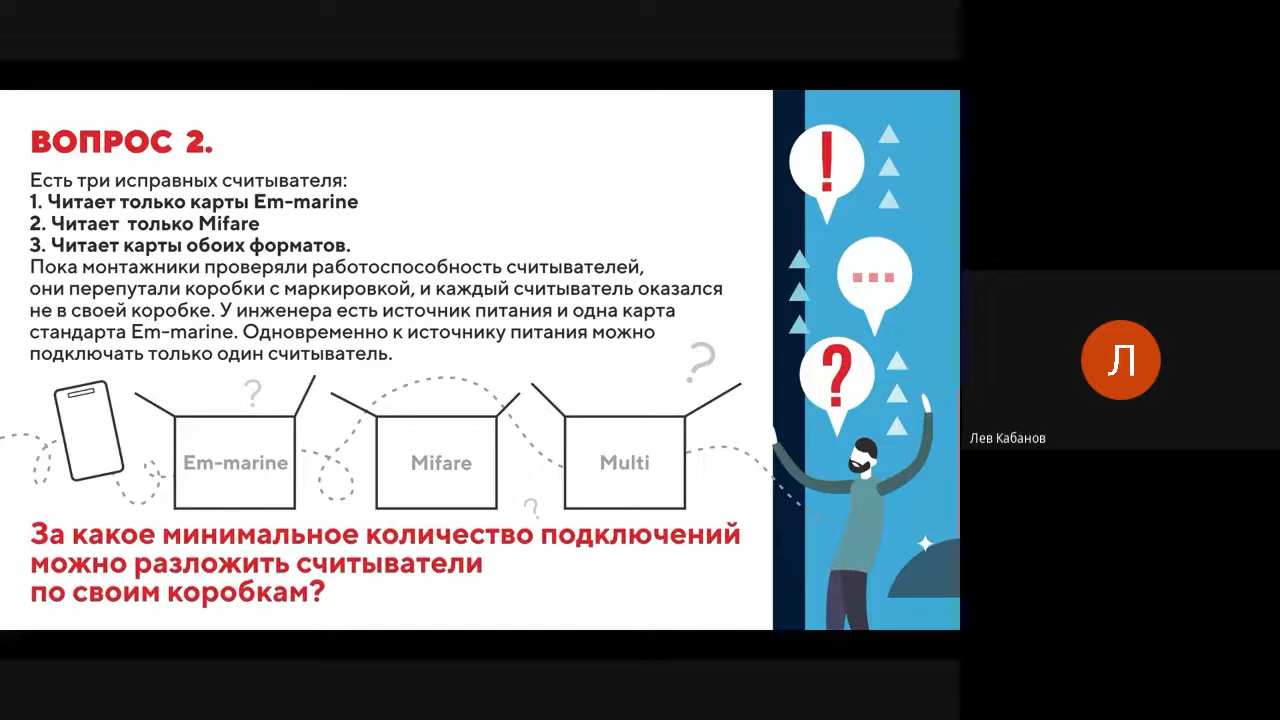 ВОПРОС 2.
Есть три исправных считывателя:
1. Читает только карты Em-marine
2. Читает только Mifare
3. Читает карты обоих форматов.
Пока монтажники проверяли работоспособность считывателей,
они перепутали коробки с маркировкой, и каждый считыватель оказался
не в своей коробке. У инженера есть источник питания и одна карта
стандарта Em-marine. Одновременно к источнику питания можно
подключать только один считыватель.
Em-marine
Mifare
Multi
За какое минимальное количество подключений
можно разложить считыватели
по своим коробкам?
!
...
?
Л
Лев Кабанов